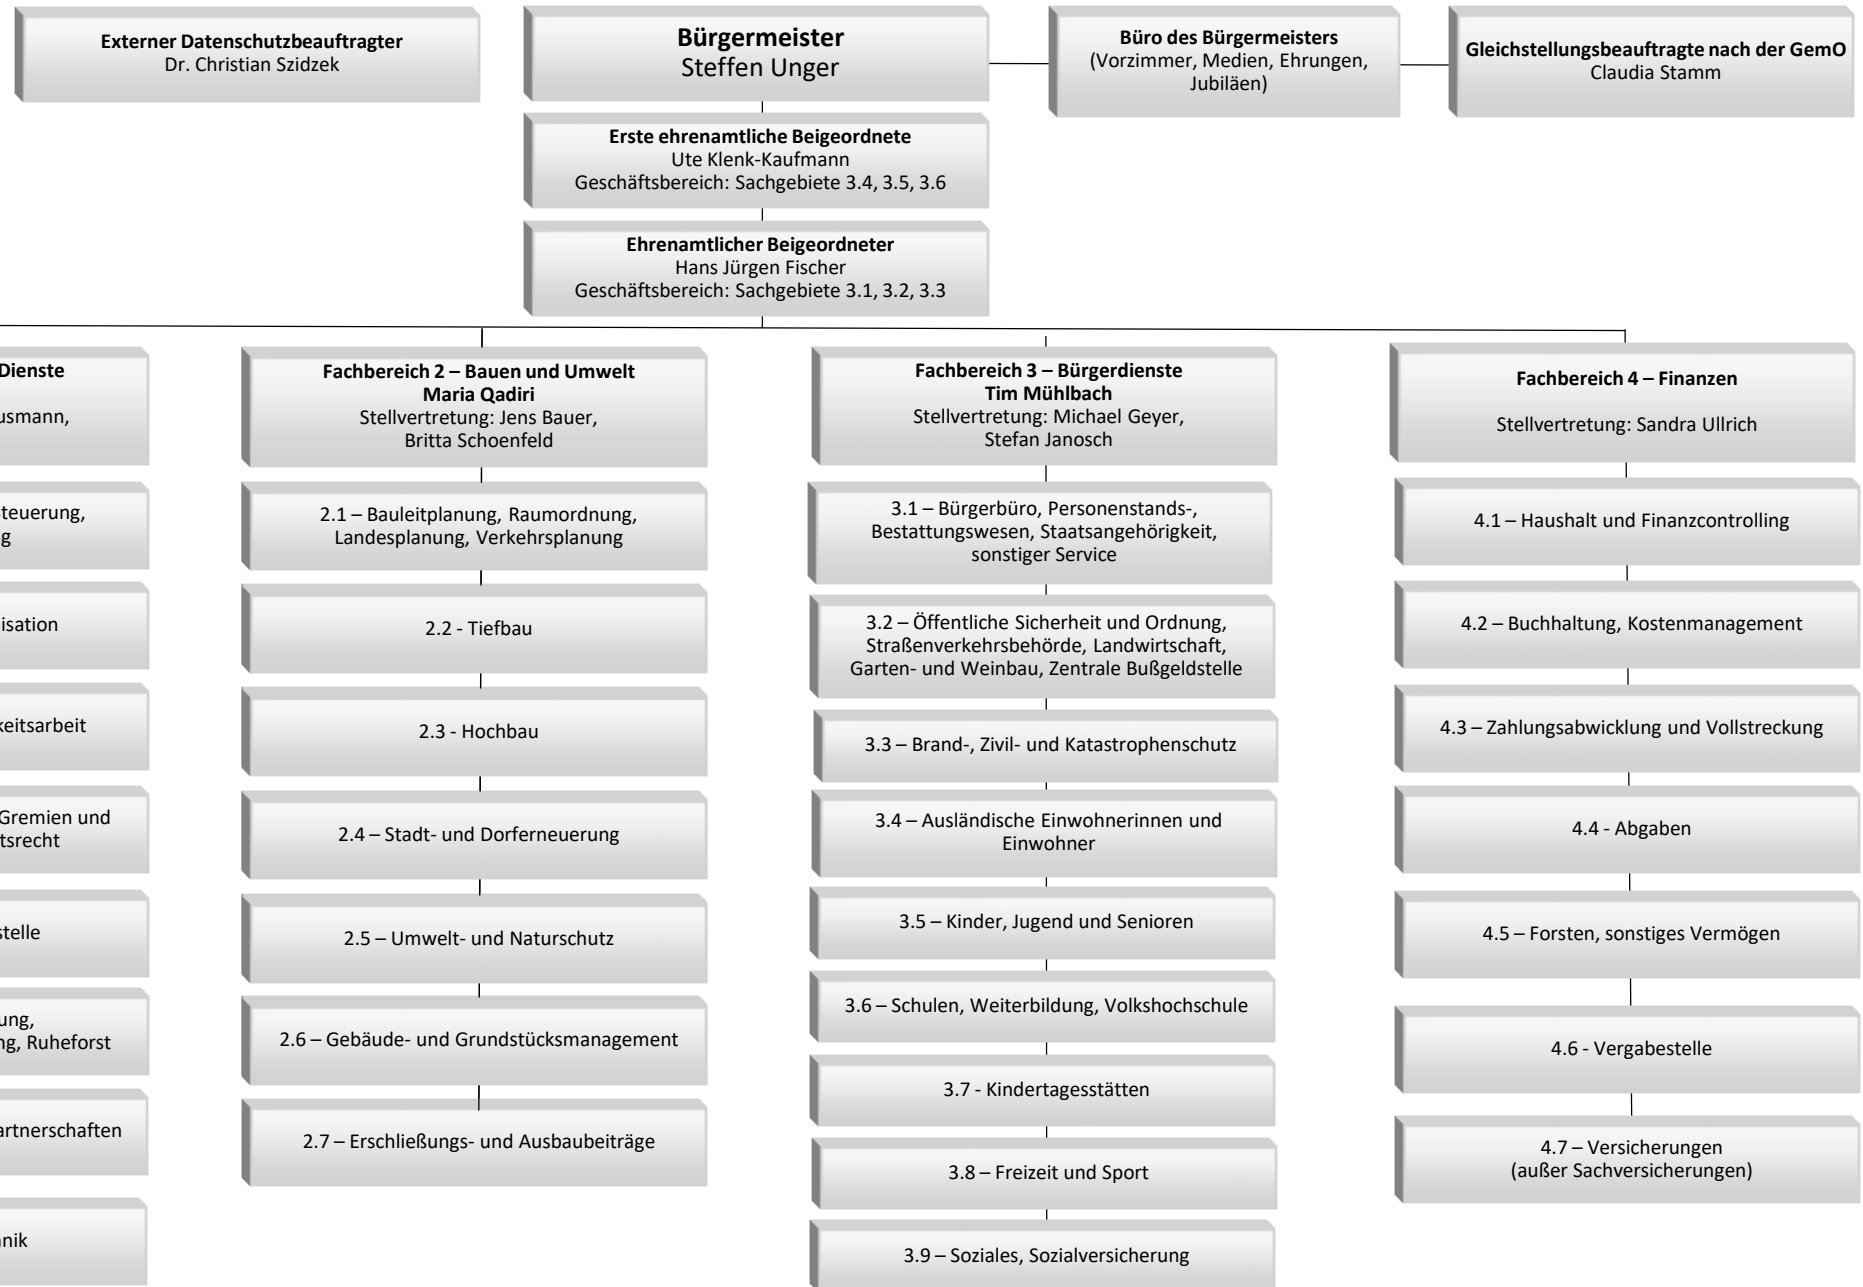 Externer Datenschutzbeauftragter
Dr. Christian Szidzek
Bürgermeister
Steffen Unger
Büro des Bürgermeisters
(Vorzimmer, Medien, Ehrungen,
Jubiläen)
Gleichstellungsbeauftragte nach der GemO
Claudia Stamm
Erste ehrenamtliche Beigeordnete
Ute Klenk-Kaufmann
Geschäftsbereich: Sachgebiete 3.4, 3.5, 3.6
Ehrenamtlicher Beigeordneter
Hans Jürgen Fischer
Geschäftsbereich: Sachgebiete 3.1, 3.2, 3.3
Dienste
usmann,
teuerung,
g
isation
keitsarbeit
Gremien und
tsrecht
stelle
ung,
ng, Ruheforst
artnerschaften
nik
Fachbereich 2 – Bauen und Umwelt
Maria Qadiri
Stellvertretung: Jens Bauer,
Britta Schoenfeld
2.1 – Bauleitplanung, Raumordnung,
Landesplanung, Verkehrsplanung
2.2 - Tiefbau
2.3 - Hochbau
2.4 – Stadt- und Dorferneuerung
2.5 – Umwelt- und Naturschutz
2.6 – Gebäude- und Grundstücksmanagement
2.7 – Erschließungs- und Ausbaubeiträge
Fachbereich 3 – Bürgerdienste
Tim Mühlbach
Stellvertretung: Michael Geyer,
Stefan Janosch
3.1 – Bürgerbüro, Personenstands-,
Bestattungswesen, Staatsangehörigkeit,
sonstiger Service
3.2 – Öffentliche Sicherheit und Ordnung,
Straßenverkehrsbehörde, Landwirtschaft,
Garten- und Weinbau, Zentrale Bußgeldstelle
3.3 – Brand-, Zivil- und Katastrophenschutz
3.4 – Ausländische Einwohnerinnen und
Einwohner
3.5 – Kinder, Jugend und Senioren
3.6 – Schulen, Weiterbildung, Volkshochschule
3.7 - Kindertagesstätten
3.8 – Freizeit und Sport
3.9 – Soziales, Sozialversicherung
Fachbereich 4 – Finanzen
Stellvertretung: Sandra Ullrich
4.1 – Haushalt und Finanzcontrolling
4.2 – Buchhaltung, Kostenmanagement
4.3 – Zahlungsabwicklung und Vollstreckung
4.4 - Abgaben
4.5 – Forsten, sonstiges Vermögen
4.6 - Vergabestelle
4.7 – Versicherungen
(außer Sachversicherungen)